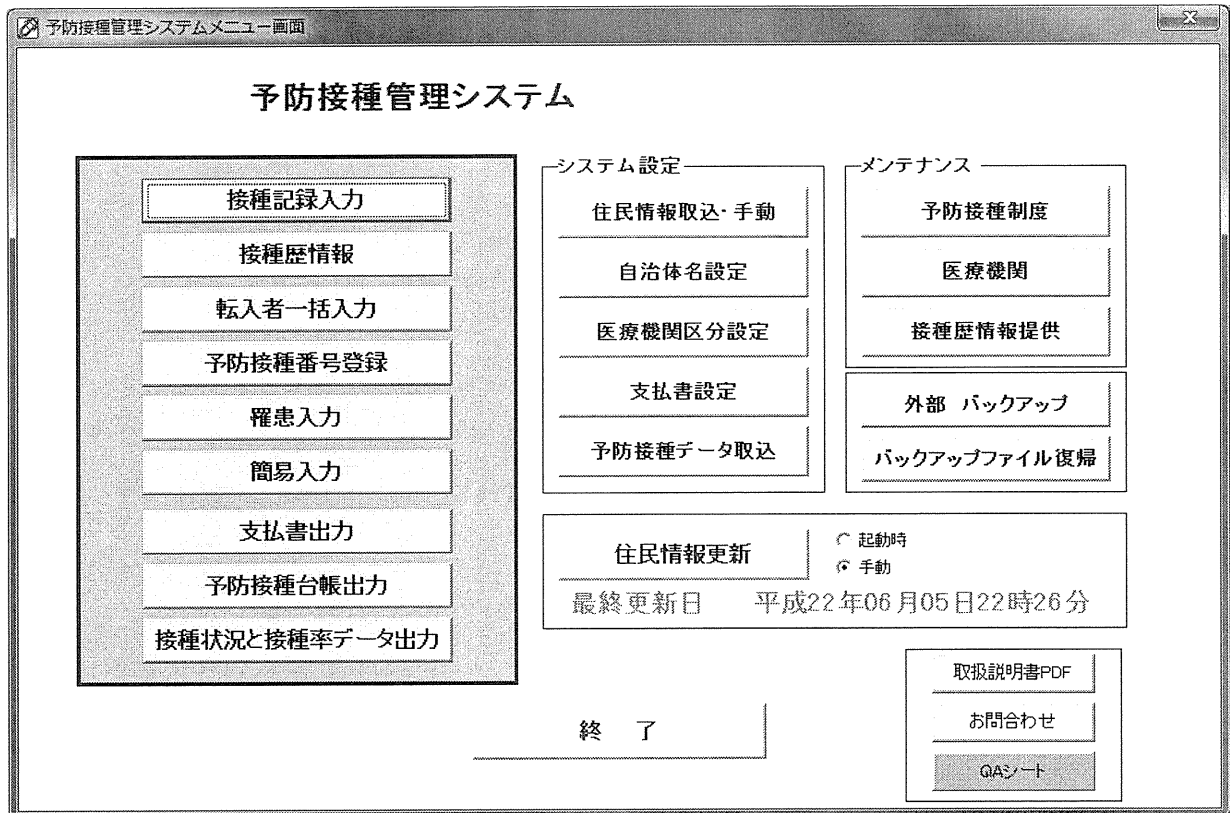 予防接種管理システムメニュー画面
予防接種管理システム
接種記録入力
接種歴情報
転入者一括入力
予防接種番号登録
罹患入力
簡易入力
支払書出力
予防接種台帳出力
接種状況と接種率データ出力
システム設定
住民情報取込・手動
自治体名設定
医療機関区分設定
支払書設定
予防接種データ取込
メンテナンス
予防接種制度
医療機関
接種歴情報提供
外部 バックアップ
バックアップファイル復帰
住民情報更新
起動時
手動
最終更新日 平成22年06月05日22時26分
終 了
取扱説明書PDF
お問合わせ
QAシート